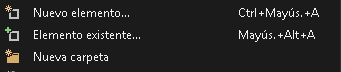 Nuevo elemento... Ctrl+Mayús.+A
Elemento existente... Mayús.+Alt+A
Nueva carpeta